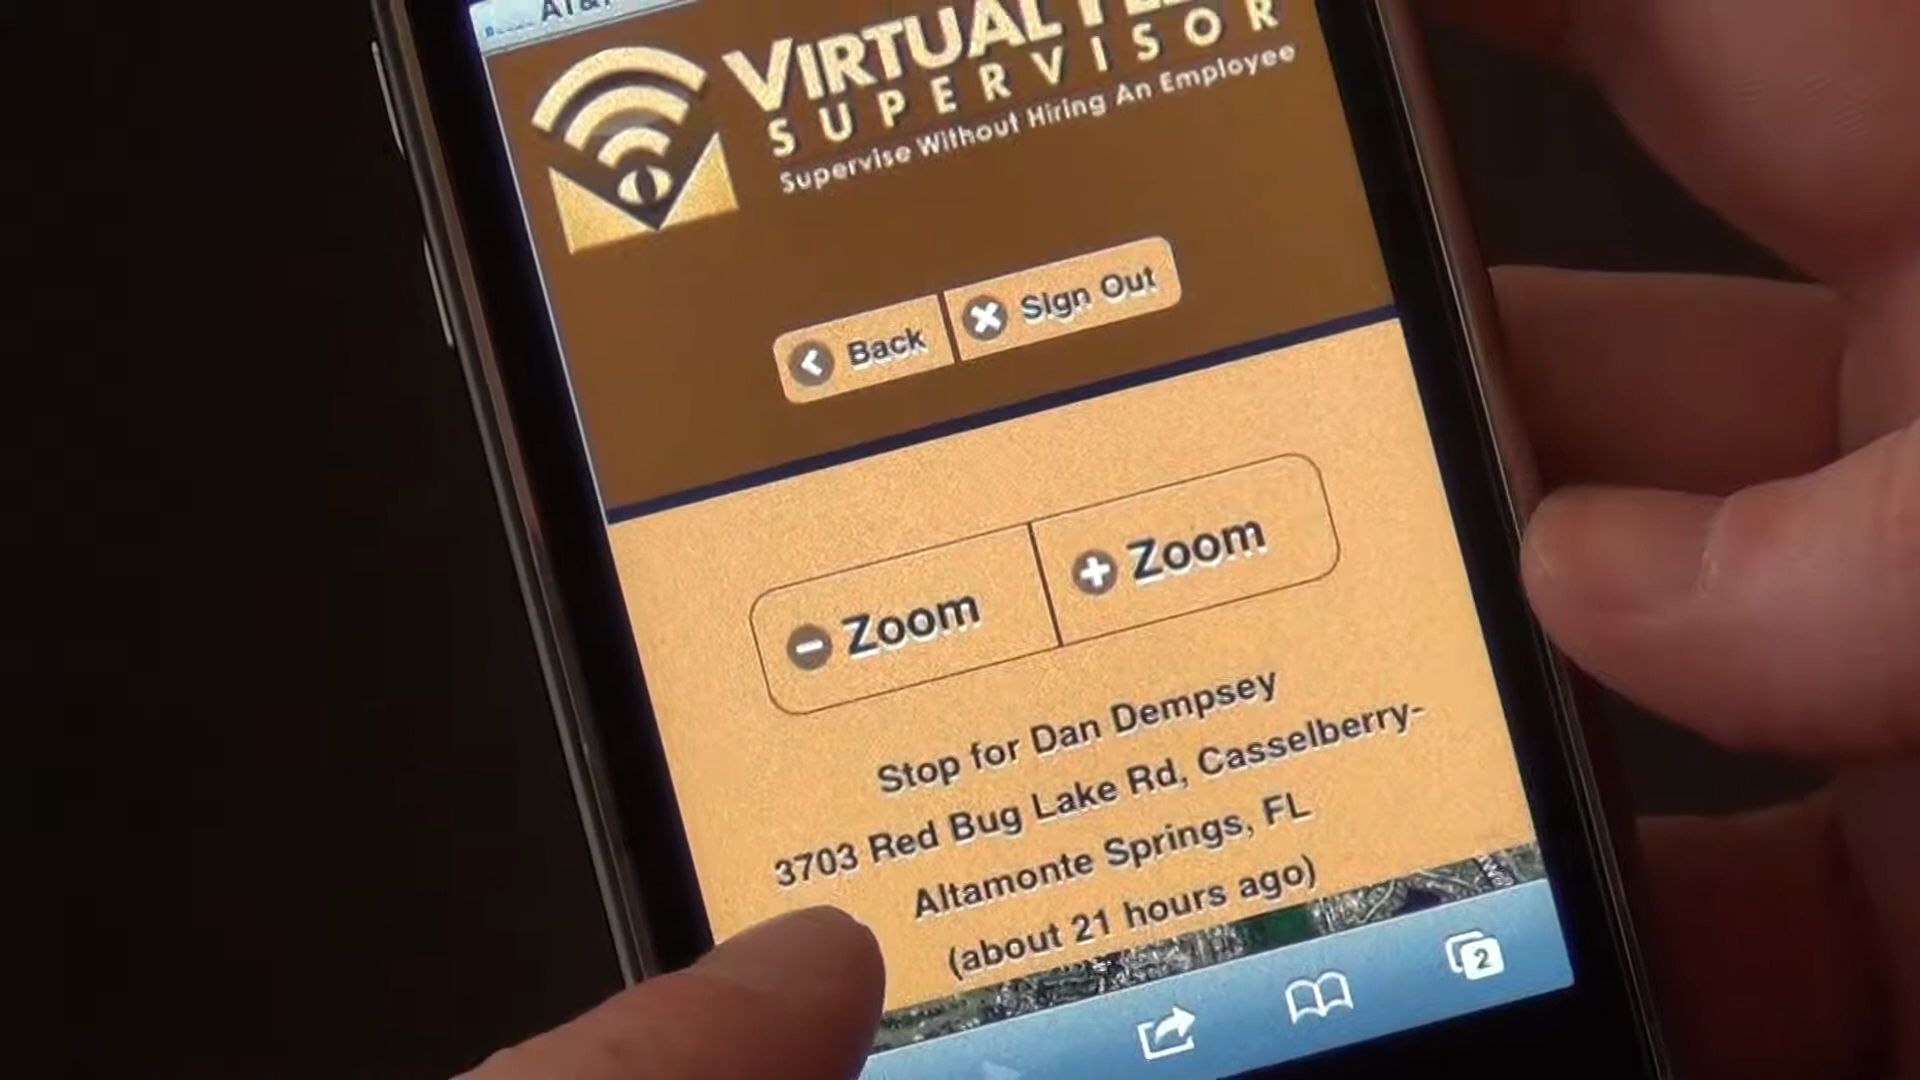 AT&T
VIRTUAL
SUPERVISOR
Supervise Without Hiring An Employee
Back
Sign Out
Zoom
Zoom
Stop for Dan Dempsey
3703 Red Bug Lake Rd, Casselberry-
Altamonte Springs, FL
(about 21 hours ago)
2